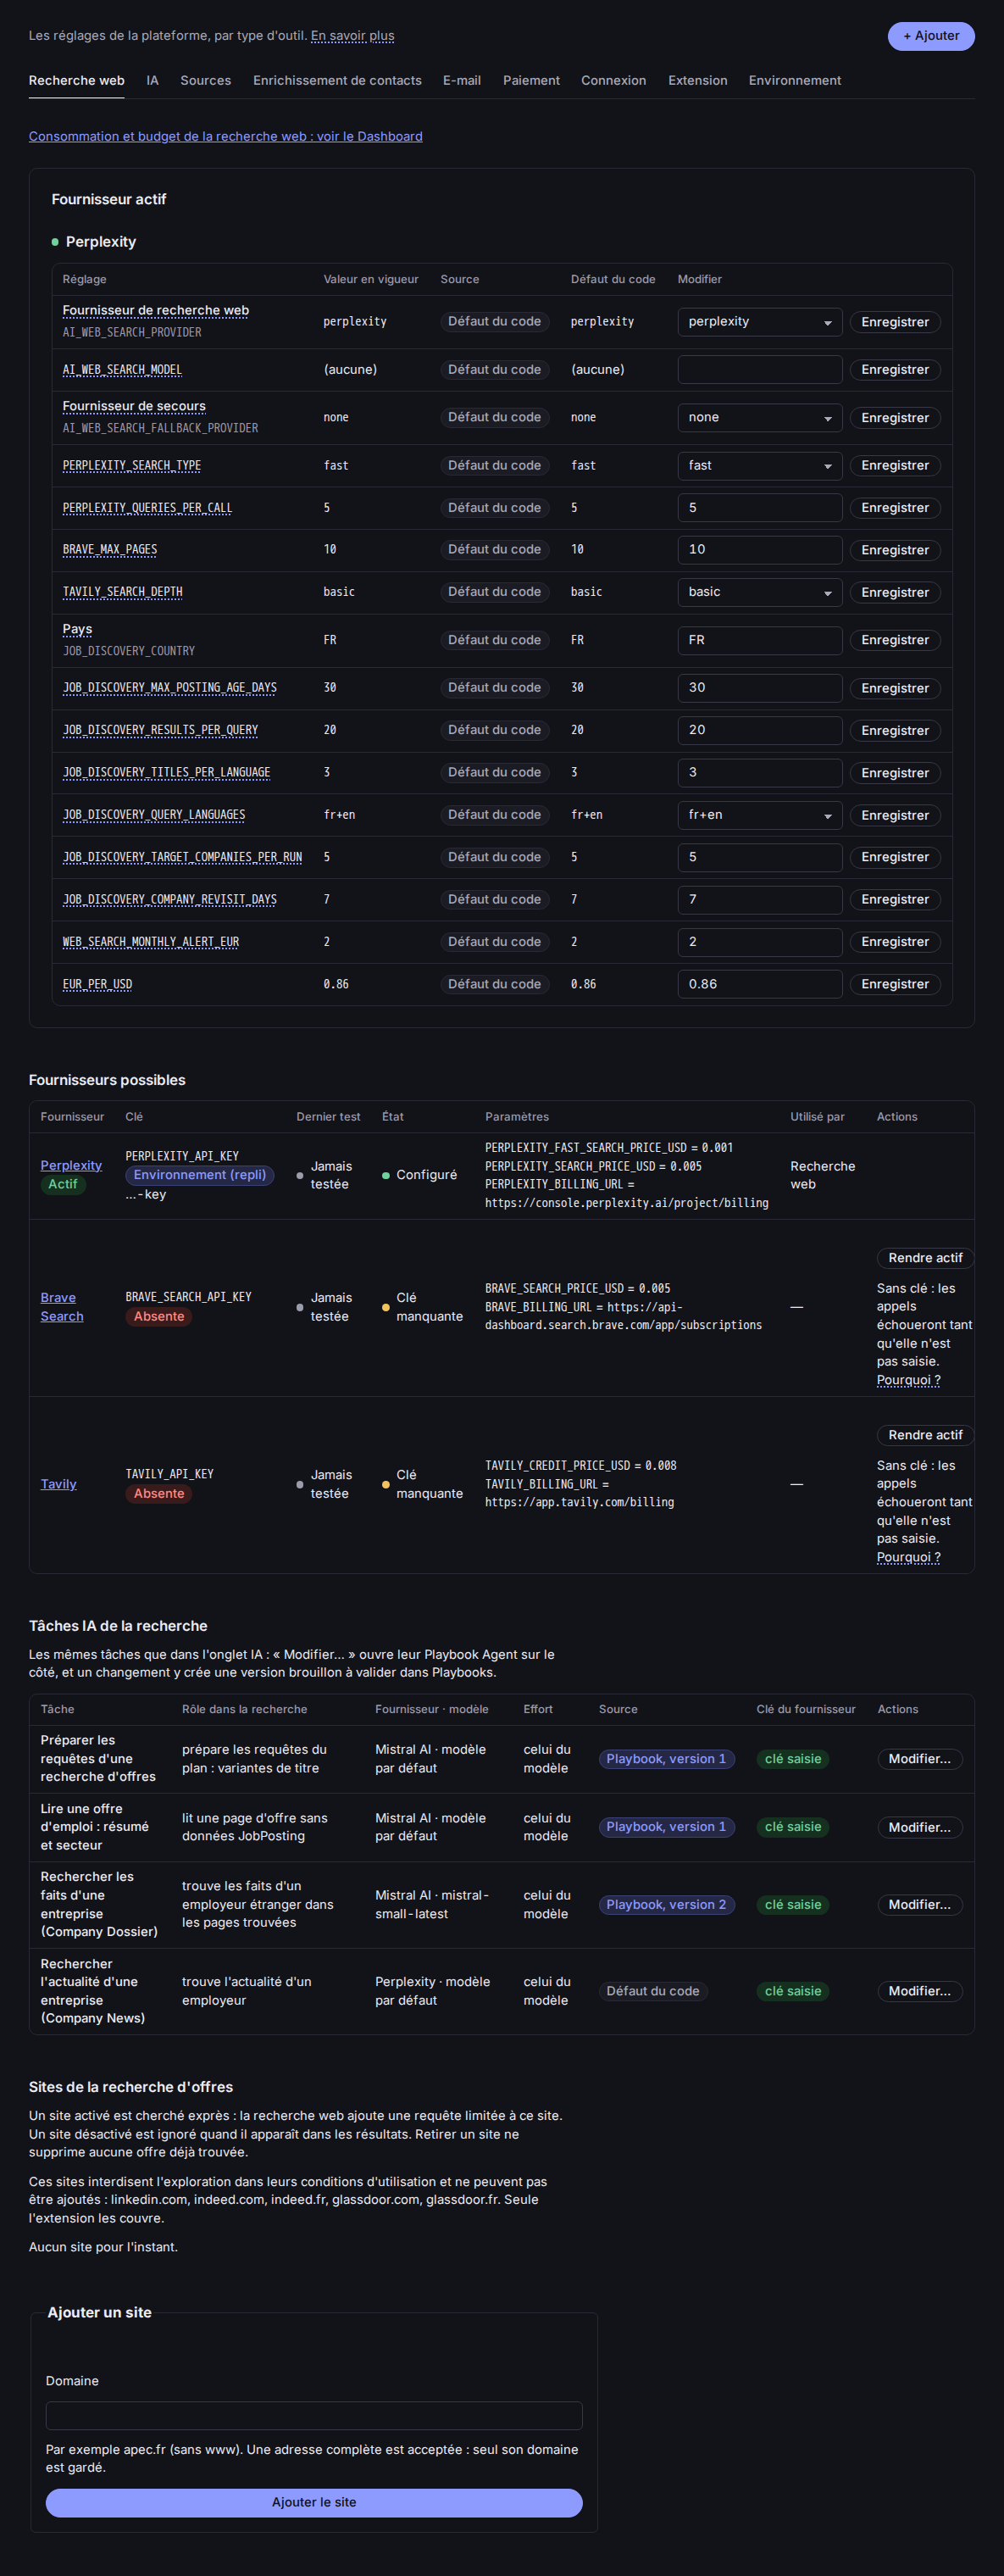 Les réglages de la plateforme, par type d'outil. En savoir plus
+ Ajouter
Recherche web IA Sources Enrichissement de contacts E-mail Paiement Connexion Extension Environnement
Consommation et budget de la recherche web : voir le Dashboard
Fournisseur actif
Perplexity
Réglage Valeur en vigueur Source Défaut du code Modifier
Fournisseur de recherche web
AI_WEB_SEARCH_PROVIDER
perplexity Défaut du code perplexity perplexity Enregistrer
AI_WEB_SEARCH_MODEL (aucune) Défaut du code (aucune) Enregistrer
Fournisseur de secours
AI_WEB_SEARCH_FALLBACK_PROVIDER
none Défaut du code none none Enregistrer
PERPLEXITY_SEARCH_TYPE fast Défaut du code fast fast Enregistrer
PERPLEXITY_QUERIES_PER_CALL 5 Défaut du code 5 5 Enregistrer
BRAVE_MAX_PAGES 10 Défaut du code 10 10 Enregistrer
TAVILY_SEARCH_DEPTH basic Défaut du code basic basic Enregistrer
Pays
JOB_DISCOVERY_COUNTRY
FR Défaut du code FR FR Enregistrer
JOB_DISCOVERY_MAX_POSTING_AGE_DAYS 30 Défaut du code 30 30 Enregistrer
JOB_DISCOVERY_RESULTS_PER_QUERY 20 Défaut du code 20 20 Enregistrer
JOB_DISCOVERY_TITLES_PER_LANGUAGE 3 Défaut du code 3 3 Enregistrer
JOB_DISCOVERY_QUERY_LANGUAGES fr+en Défaut du code fr+en fr+en Enregistrer
JOB_DISCOVERY_TARGET_COMPANIES_PER_RUN 5 Défaut du code 5 5 Enregistrer
JOB_DISCOVERY_COMPANY_REVISIT_DAYS 7 Défaut du code 7 7 Enregistrer
WEB_SEARCH_MONTHLY_ALERT_EUR 2 Défaut du code 2 2 Enregistrer
EUR_PER_USD 0.86 Défaut du code 0.86 0.86 Enregistrer
Fournisseurs possibles
Fournisseur Clé Dernier test État Paramètres Utilisé par Actions
Perplexity
Actif
PERPLEXITY_API_KEY
Environnement (repli)
…-key
Jamais
testée
Configuré
PERPLEXITY_FAST_SEARCH_PRICE_USD = 0.001
PERPLEXITY_SEARCH_PRICE_USD = 0.005
PERPLEXITY_BILLING_URL =
https://console.perplexity.ai/project/billing
Recherche
web
Brave
Search
BRAVE_SEARCH_API_KEY
Absente
Jamais
testée
Clé
manquante
BRAVE_SEARCH_PRICE_USD = 0.005
BRAVE_BILLING_URL = https://api-
dashboard.search.brave.com/app/subscriptions
—
Rendre actif
Sans clé : les
appels
échoueront tant
qu'elle n'est
pas saisie.
Pourquoi ?
Tavily
TAVILY_API_KEY
Absente
Jamais
testée
Clé
manquante
TAVILY_CREDIT_PRICE_USD = 0.008
TAVILY_BILLING_URL =
https://app.tavily.com/billing
—
Rendre actif
Sans clé : les
appels
échoueront tant
qu'elle n'est
pas saisie.
Pourquoi ?
Tâches IA de la recherche
Les mêmes tâches que dans l'onglet IA : « Modifier… » ouvre leur Playbook Agent sur le
côté, et un changement y crée une version brouillon à valider dans Playbooks.
Tâche Rôle dans la recherche Fournisseur · modèle Effort Source Clé du fournisseur Actions
Préparer les
requêtes d'une
recherche d'offres
prépare les requêtes du
plan : variantes de titre
Mistral AI · modèle
par défaut
celui du
modèle
Playbook, version 1
clé saisie
Modifier…
Lire une offre
d'emploi : résumé
et secteur
lit une page d'offre sans
données JobPosting
Mistral AI · modèle
par défaut
celui du
modèle
Playbook, version 1
clé saisie
Modifier…
Rechercher les
faits d'une
entreprise
(Company Dossier)
trouve les faits d'un
employeur étranger dans
les pages trouvées
Mistral AI · mistral-
small-latest
celui du
modèle
Playbook, version 2
clé saisie
Modifier…
Rechercher
l'actualité d'une
entreprise
(Company News)
trouve l'actualité d'un
employeur
Perplexity · modèle
par défaut
celui du
modèle
Défaut du code
clé saisie
Modifier…
Sites de la recherche d'offres
Un site activé est cherché exprès : la recherche web ajoute une requête limitée à ce site.
Un site désactivé est ignoré quand il apparaît dans les résultats. Retirer un site ne
supprime aucune offre déjà trouvée.
Ces sites interdisent l'exploration dans leurs conditions d'utilisation et ne peuvent pas
être ajoutés : linkedin.com, indeed.com, indeed.fr, glassdoor.com, glassdoor.fr. Seule
l'extension les couvre.
Aucun site pour l'instant.
Ajouter un site
Domaine
Par exemple apec.fr (sans www). Une adresse complète est acceptée : seul son domaine
est gardé.
Ajouter le site